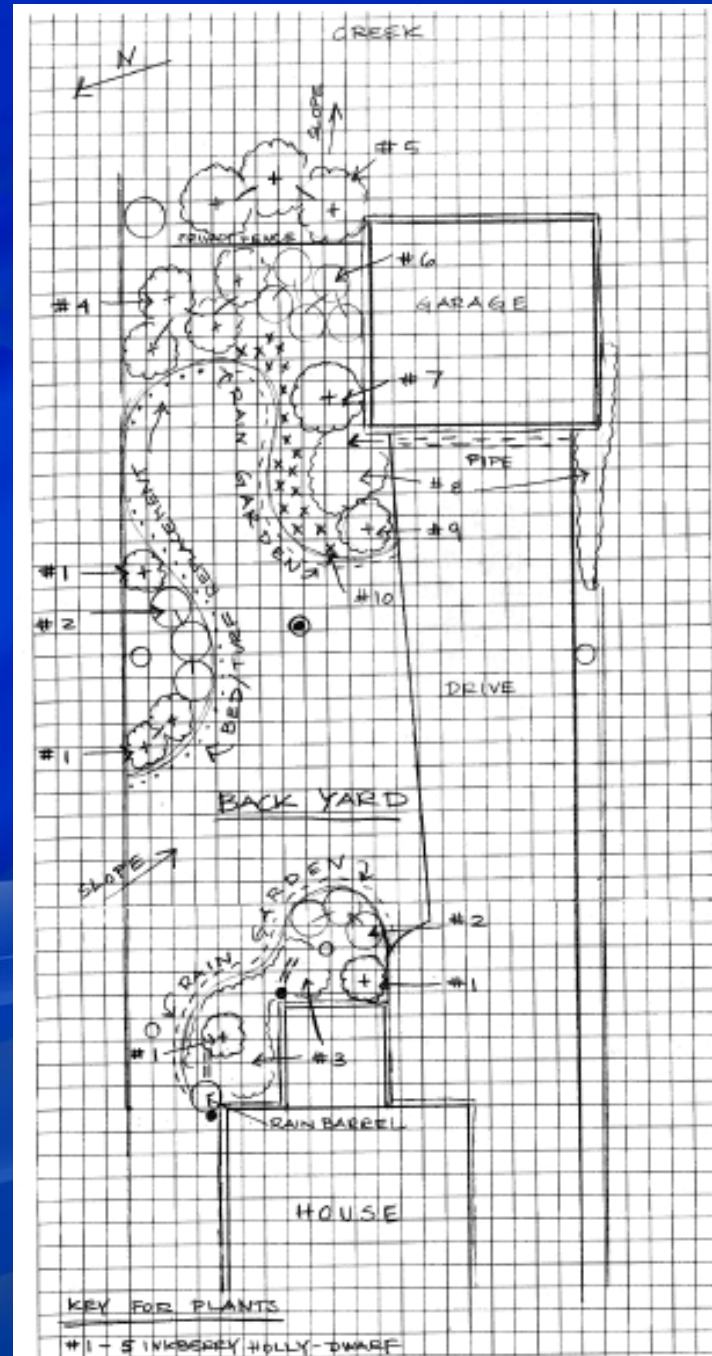 CREEK
N
SLOPE
#5
PRIVACY FENCE
#6
#4
GARAGE
#7
RAIN GARDEN
PIPE
#8
REPLACEMENT
#9
#1
#10
#2
BED/TURF
DRIVE
#1
BACK YARD
SLOPE
GARDEN
#2
RAIN
#1
#1
#3
RAIN BARREL
HOUSE
KEY FOR PLANTS
#1 - 5 INKBERRY HOLLY - DWARF